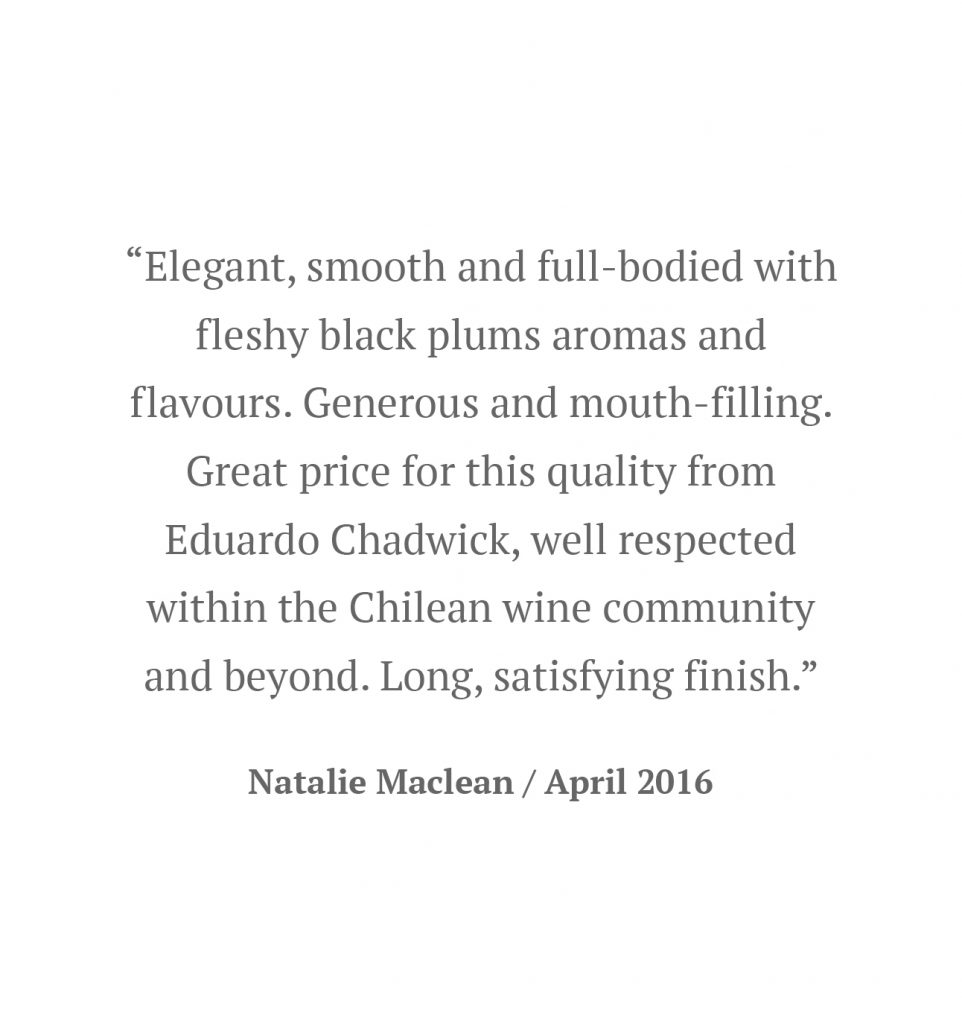 “Elegant, smooth and full-bodied with
fleshy black plums aromas and
flavours. Generous and mouth-filling.
Great price for this quality from
Eduardo Chadwick, well respected
within the Chilean wine community
and beyond. Long, satisfying finish.”
Natalie Maclean / April 2016